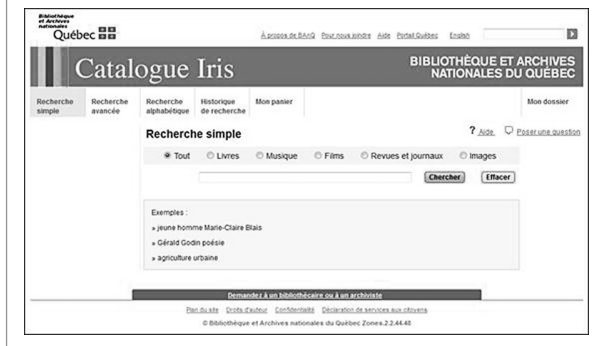 Bibliothèque
et Archives
nationales
Québec
À propos de BAnQ Pour nous joindre Aide Portail Québec English
Catalogue Iris
BIBLIOTHÈQUE ET ARCHIVES
NATIONALES DU QUÉBEC
Recherche simple
Recherche avancée
Recherche alphabétique
Historique de recherche
Mon panier
Mon dossier
Recherche simple
? Aide Poser une question
Tout Livres Musique Films Revues et journaux Images
Chercher Effacer
Exemples :
» jeune homme Marie-Claire Blais
» Gérald Godin poésie
» agriculture urbaine
Demandez à un bibliothécaire ou à un archiviste
Plan du site Droits d'auteur Confidentialité Déclaration de services aux citoyens
© Bibliothèque et Archives nationales du Québec Zones.2.2.44.48